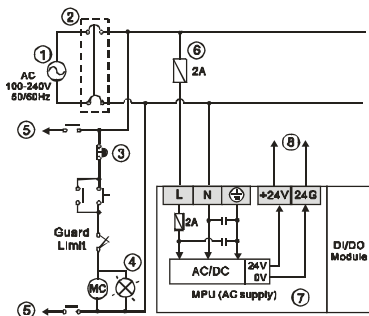 ②
①
AC
100-240V
50/60Hz
⑥
2A
⑤
③
⑧
L N +24V 24G
Guard
Limit
2A
DI/DO
Module
④
MC
AC/DC
24V
0V
MPU (AC supply)
⑦
⑤